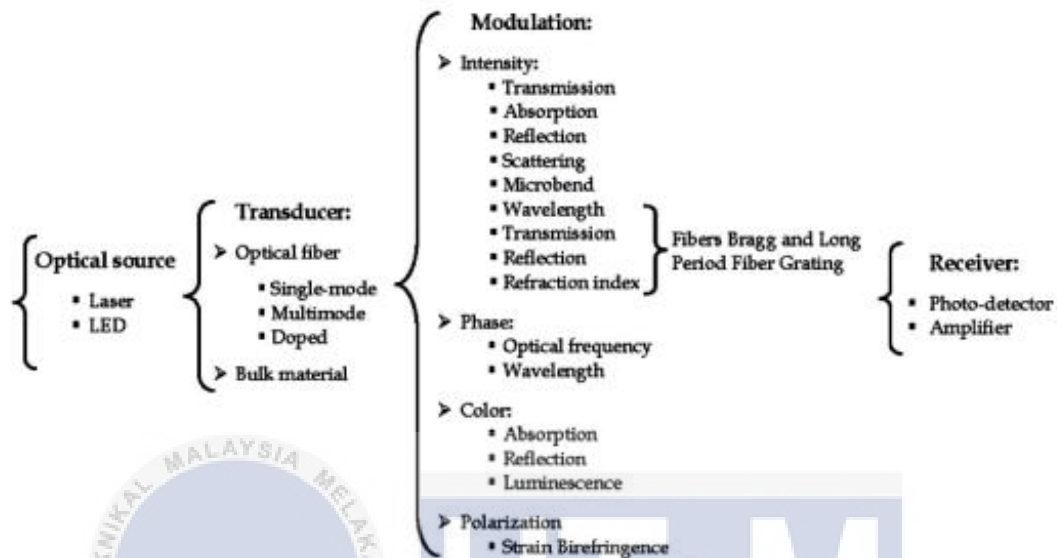 Optical source
▪ Laser
▪ LED
Transducer:
➤ Optical fiber
▪ Single-mode
▪ Multimode
▪ Doped
➤ Bulk material
Modulation:
➤ Intensity:
▪ Transmission
▪ Absorption
▪ Reflection
▪ Scattering
▪ Microbend
▪ Wavelength
▪ Transmission
▪ Reflection
▪ Refraction index
Fibers Bragg and Long
Period Fiber Grating
➤ Phase:
▪ Optical frequency
▪ Wavelength
➤ Color:
▪ Absorption
▪ Reflection
▪ Luminescence
➤ Polarization
▪ Strain Birefringence
Receiver:
▪ Photo-detector
▪ Amplifier
MALAYSIA